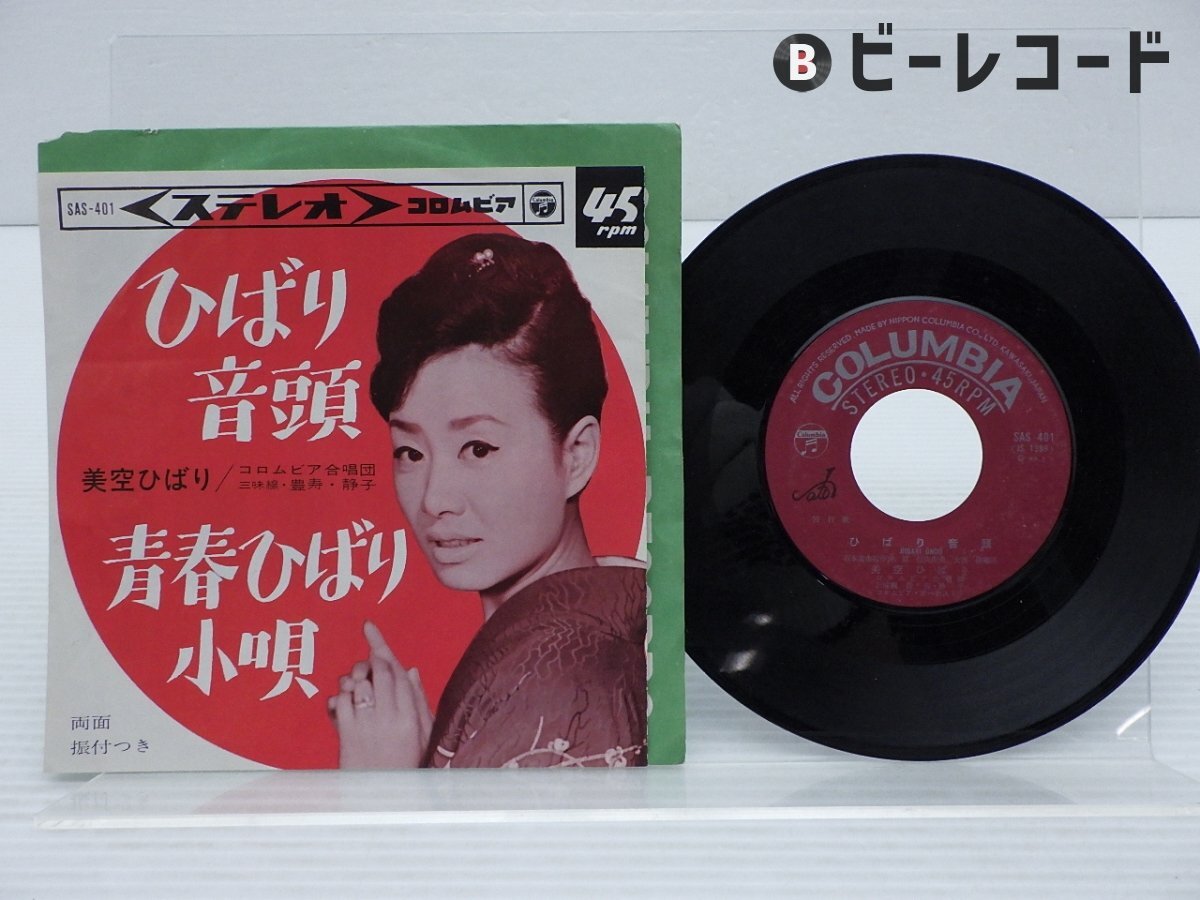 B ビーレコード
SAS-401 ステレオ コロムビア Columbia
45 rpm
ひばり
音頭
美空ひばり/コロムビア合唱団
三味線・豊寿・静子
青春ひばり
小唄
両面
振付つき
ALL RIGHTS RESERVED. MADE BY NIPPON COLUMBIA CO., LTD. KAWASAKI, JAPAN
COLUMBIA
STEREO・45RPM
Columbia
SAS 401
ひばり音頭
HIBARI ONDO
美空ひばり